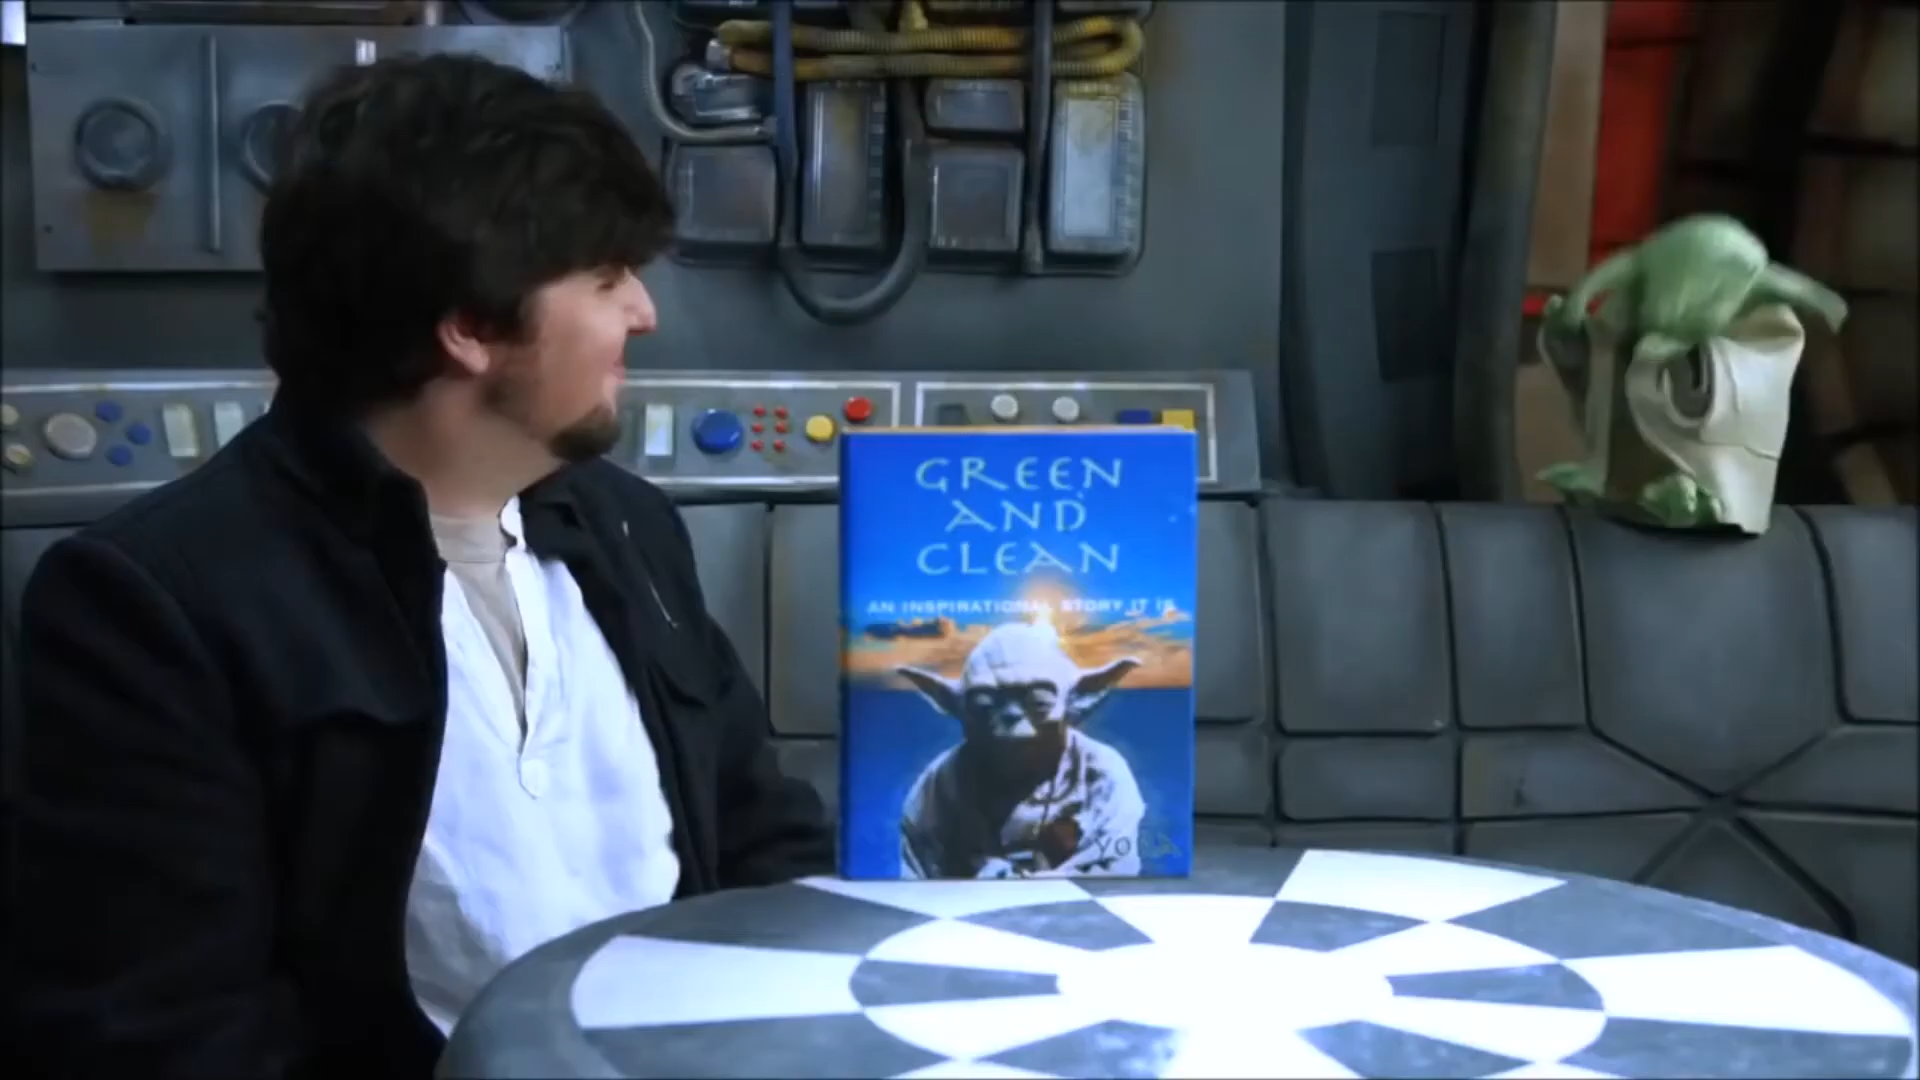 GREEN
AND
CLEAN
AN INSPIRATIONAL STORY IT IS
YODA